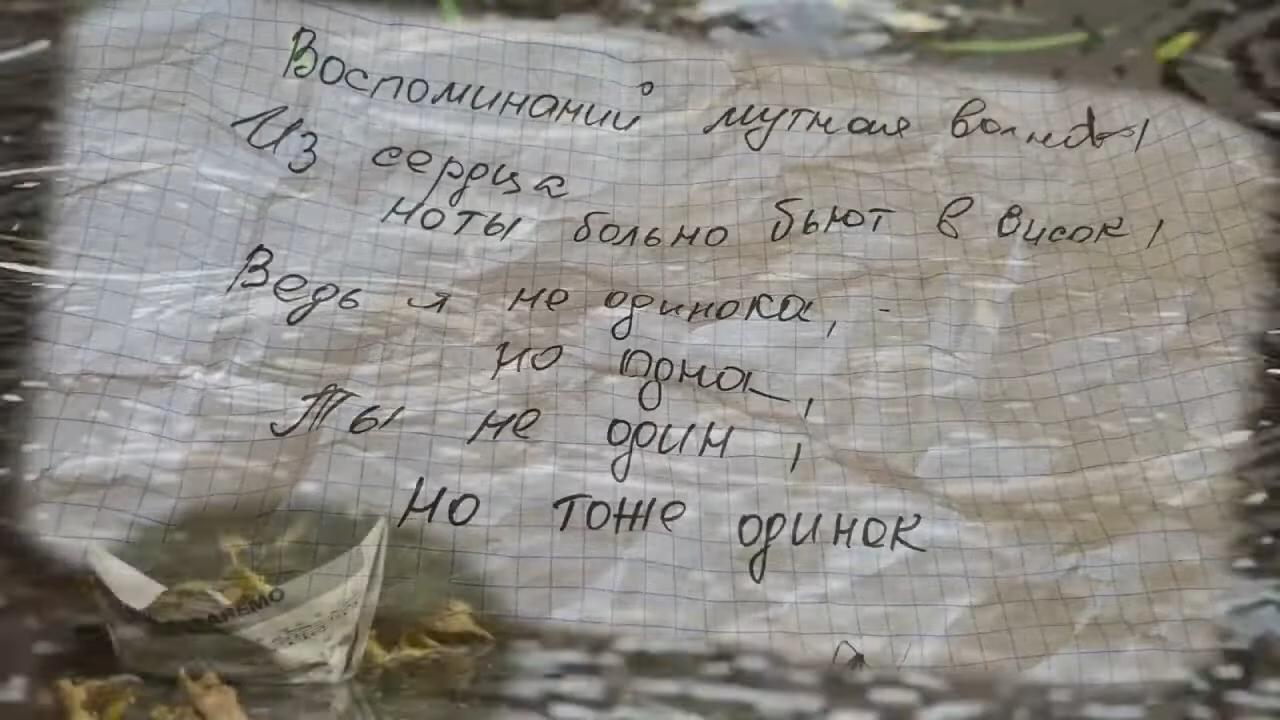 Воспоминаний мутная волна,
Из сердца
ноты больно бьют в висок,
Ведь я не одинока, -
но одна,
Ты не один,
но тоже одинок